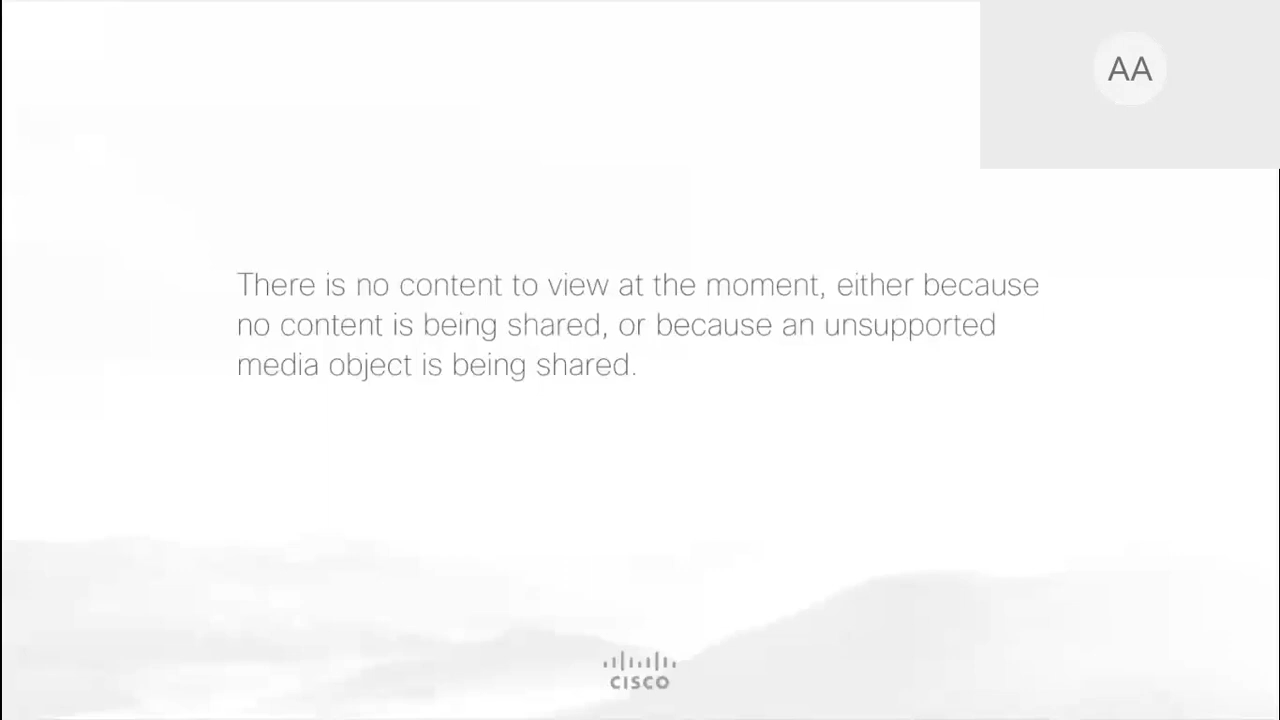 AA
There is no content to view at the moment, either because
no content is being shared, or because an unsupported
media object is being shared.
CISCO